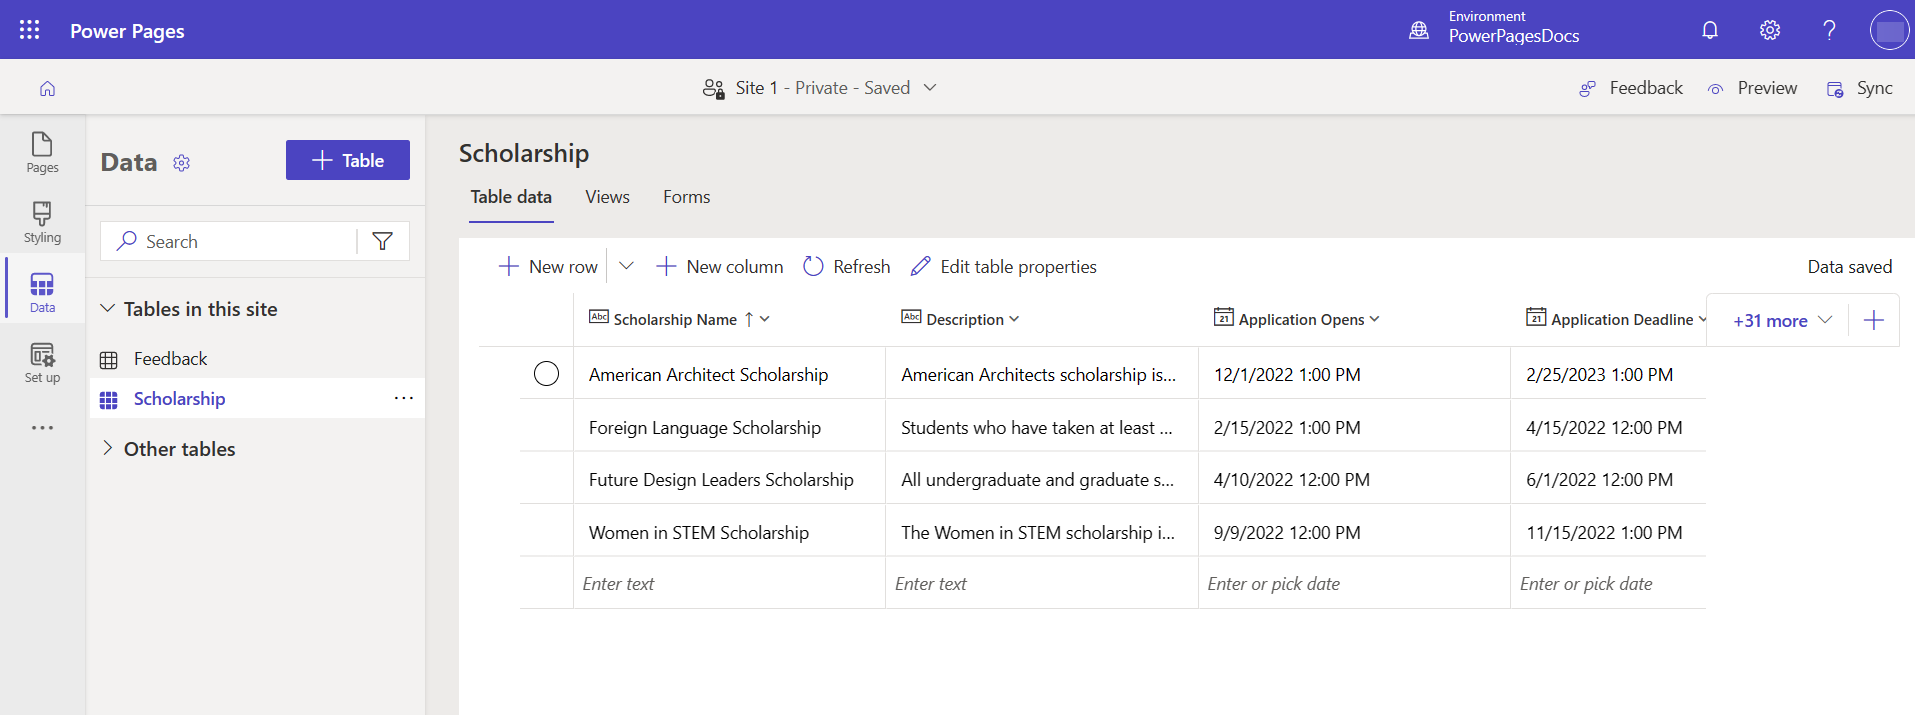 Power Pages
Environment
PowerPagesDocs
?
Site 1 - Private - Saved
Feedback
Preview
Sync
Pages
Styling
Data
Set up
Data
Table
Search
Tables in this site
Feedback
Scholarship
Other tables
Scholarship
Table data Views Forms
New row New column Refresh Edit table properties Data saved
Abc Scholarship Name ↑ Abc Description 21 Application Opens 21 Application Deadline +31 more
American Architect Scholarship American Architects scholarship is... 12/1/2022 1:00 PM 2/25/2023 1:00 PM
Foreign Language Scholarship Students who have taken at least ... 2/15/2022 1:00 PM 4/15/2022 12:00 PM
Future Design Leaders Scholarship All undergraduate and graduate s... 4/10/2022 12:00 PM 6/1/2022 12:00 PM
Women in STEM Scholarship The Women in STEM scholarship i... 9/9/2022 12:00 PM 11/15/2022 1:00 PM
Enter text Enter text Enter or pick date Enter or pick date